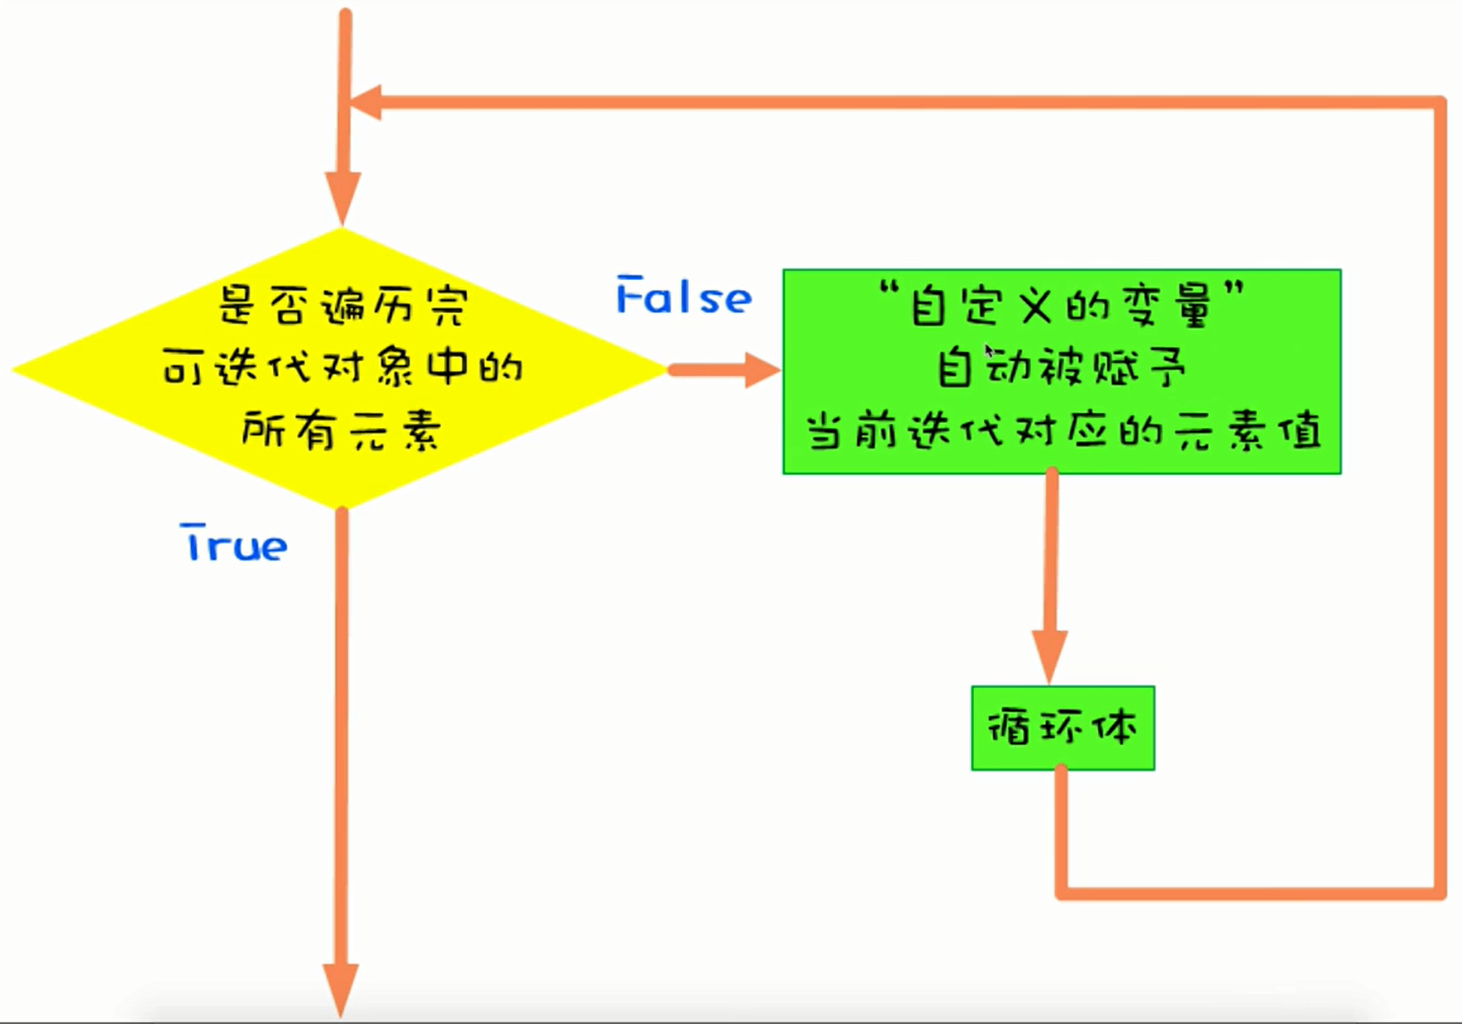 是否遍历完
可迭代对象中的
所有元素
False
“自定义的变量”
自动被赋予
当前迭代对应的元素值
True
循环体